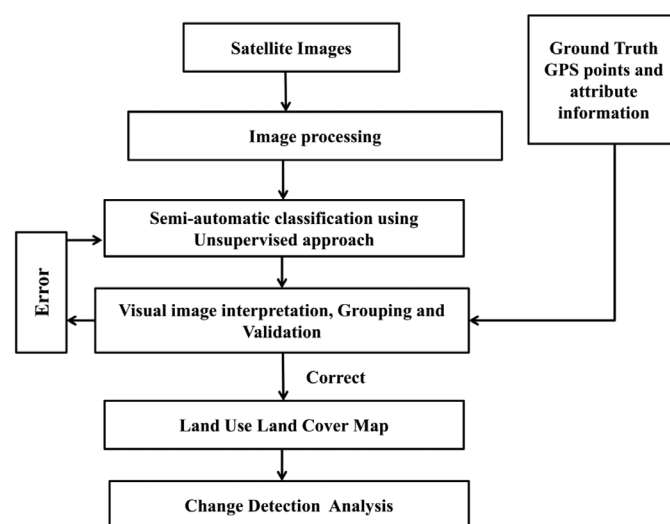 Satellite Images
Ground Truth
GPS points and
attribute
information
Image processing
Semi-automatic classification using
Unsupervised approach
Error
Visual image interpretation, Grouping and
Validation
Correct
Land Use Land Cover Map
Change Detection Analysis